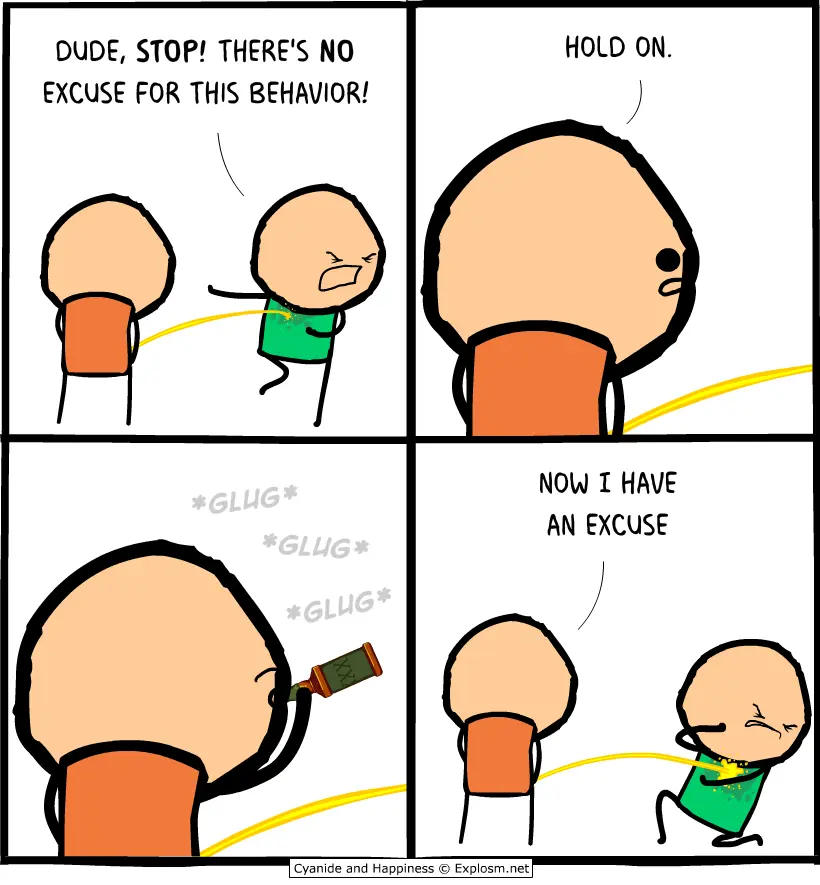 DUDE, STOP! THERE'S NO
EXCUSE FOR THIS BEHAVIOR!
HOLD ON.
*GLUG*
*GLUG*
*GLUG*
XXX
NOW I HAVE
AN EXCUSE
Cyanide and Happiness © Explosm.net